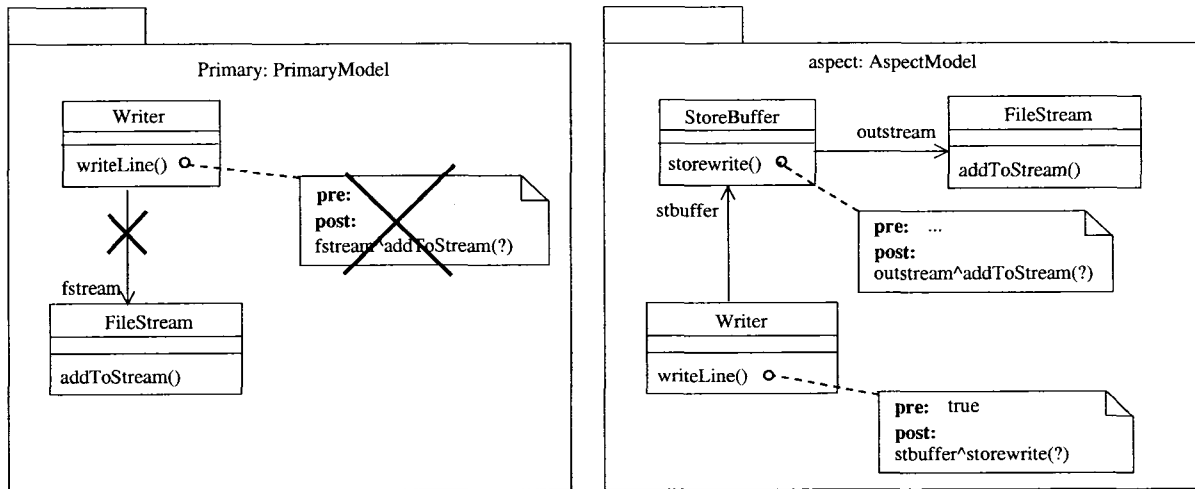 Primary: PrimaryModel
Writer
writeLine()
pre:
post:
fstream^addToStream(?)
fstream
FileStream
addToStream()
aspect: AspectModel
StoreBuffer
storewrite()
outstream
FileStream
addToStream()
stbuffer
pre: ...
post:
outstream^addToStream(?)
Writer
writeLine()
pre: true
post:
stbuffer^storewrite(?)